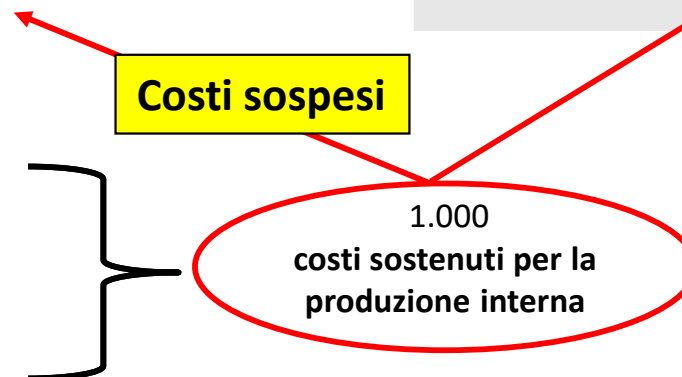 Costi sospesi
1.000
costi sostenuti per la
produzione interna